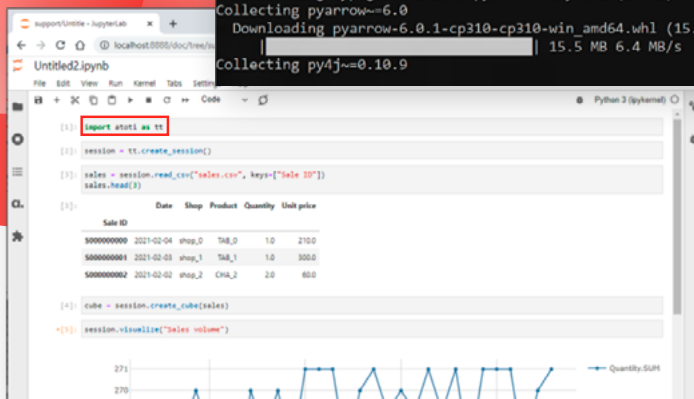 Collecting pyarrow~=6.0
Downloading pyarrow-6.0.1-cp310-cp310-win_amd64.whl (15.
| | 15.5 MB 6.4 MB/s
Collecting py4j~=0.10.9
support/Untitle - JupyterLab
localhost:8888/doc/tree/su
Untitled2.ipynb
File Edit View Run Kernel Tabs Setting
Code
Python 3 (ipykernel)
[1]: import atoti as tt
[2]: session = tt.create_session()
[3]: sales = session.read_csv("sales.csv", keys=["Sale ID"])
sales.head(3)
[3]: Date Shop Product Quantity Unit price
Sale ID
S000000000 2021-02-04 shop_0 TAB_0 1.0 210.0
S000000001 2021-02-03 shop_1 TAB_1 1.0 300.0
S000000002 2021-02-02 shop_2 CHA_2 2.0 60.0
[4]: cube = session.create_cube(sales)
session.visualize("Sales volume")
271
270
Quantity.SUM